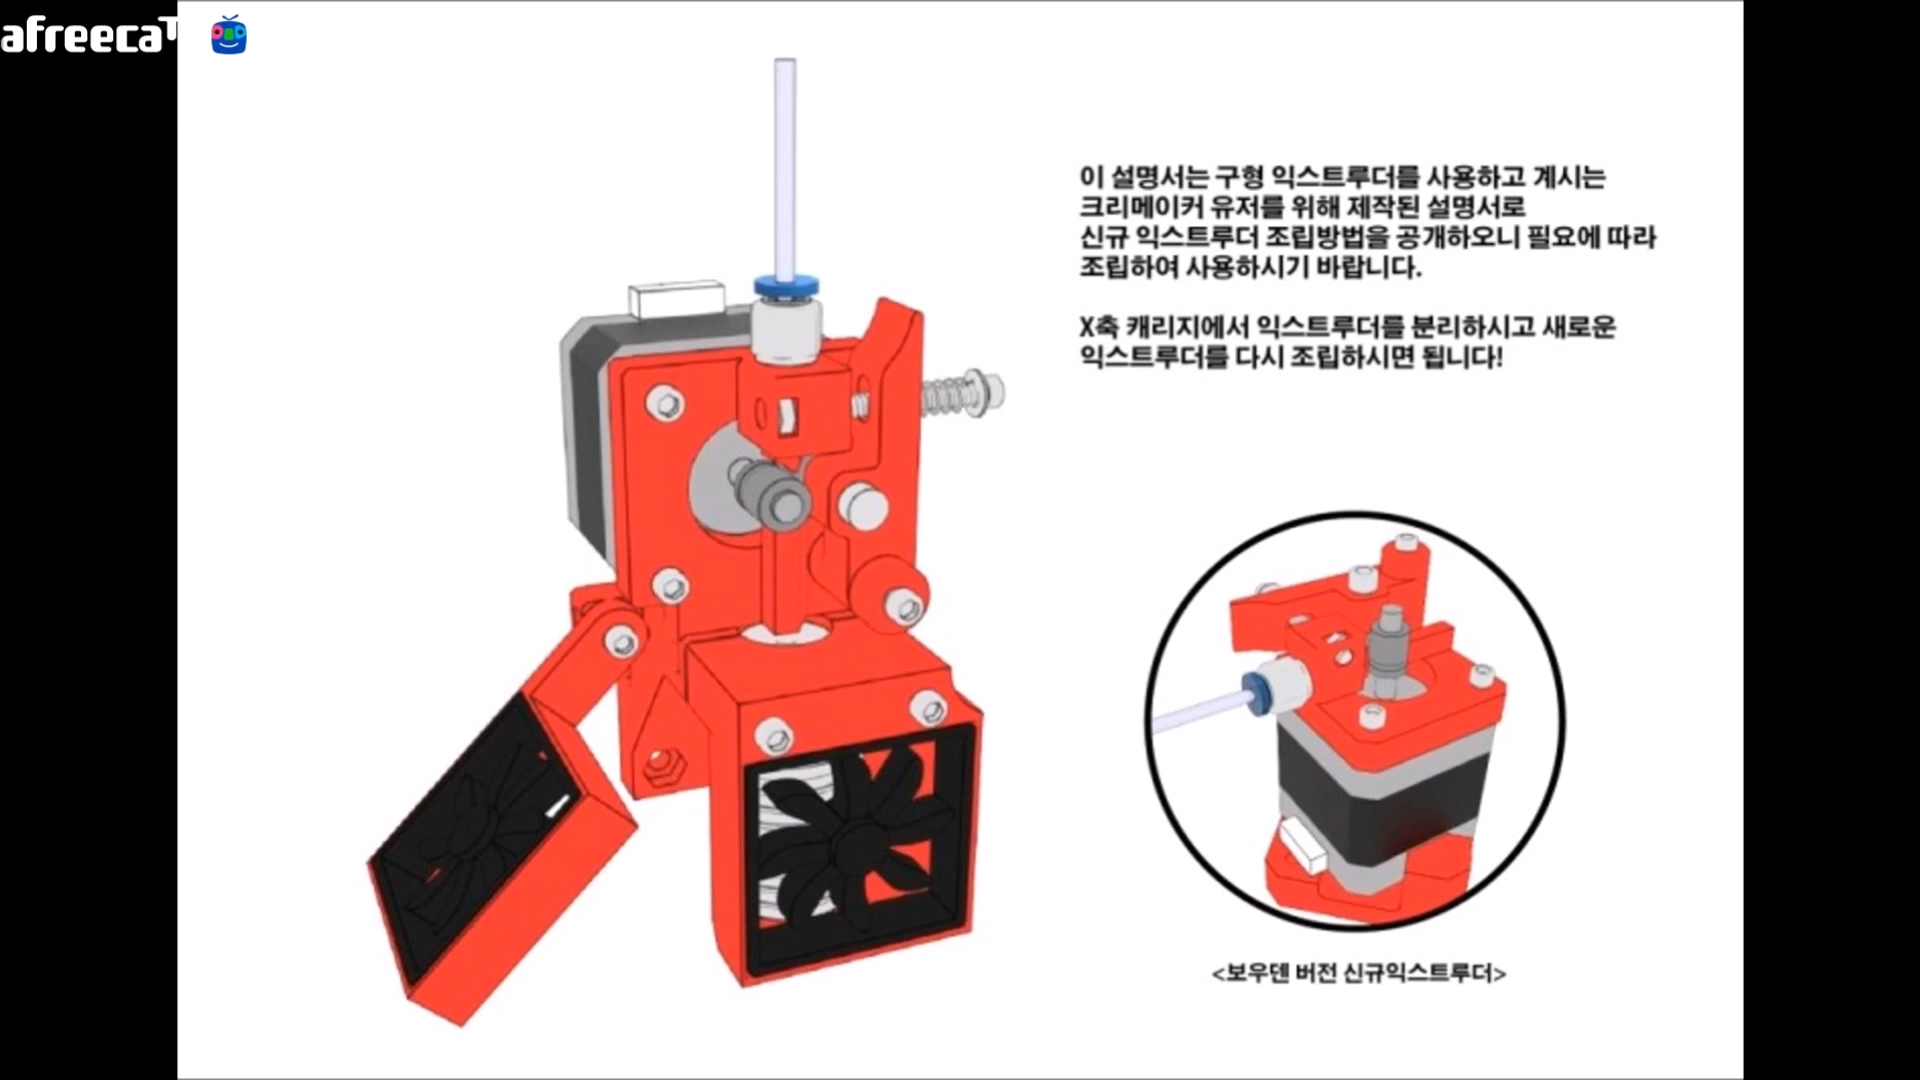 afreecaT
이 설명서는 구형 익스트루더를 사용하고 계시는
크리메이커 유저를 위해 제작된 설명서로
신규 익스트루더 조립방법을 공개하오니 필요에 따라
조립하여 사용하시기 바랍니다.
X축 캐리지에서 익스트루더를 분리하시고 새로운
익스트루더를 다시 조립하시면 됩니다!
<보우덴 버전 신규익스트루더>